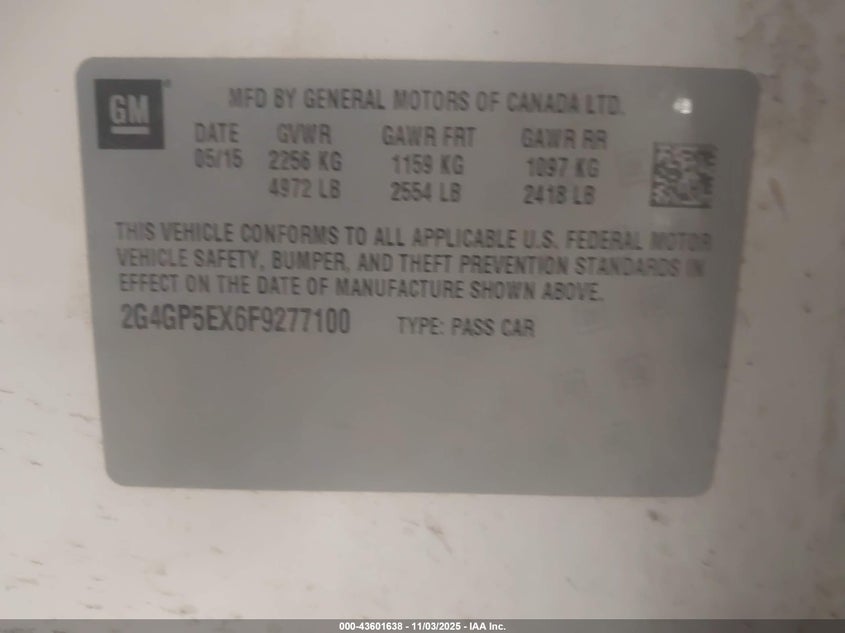 GM
MFD BY GENERAL MOTORS OF CANADA LTD.
DATE GVWR GAWR FRT GAWR RR
05/15 2256 KG 1159 KG 1097 KG
4972 LB 2554 LB 2418 LB
THIS VEHICLE CONFORMS TO ALL APPLICABLE U.S. FEDERAL MOTOR
VEHICLE SAFETY, BUMPER, AND THEFT PREVENTION STANDARDS IN
EFFECT ON THE DATE OF MANUFACTURE SHOWN ABOVE.
2G4GP5EX6F9277100 TYPE: PASS CAR
000-43601638 - 11/03/2025 - IAA Inc.